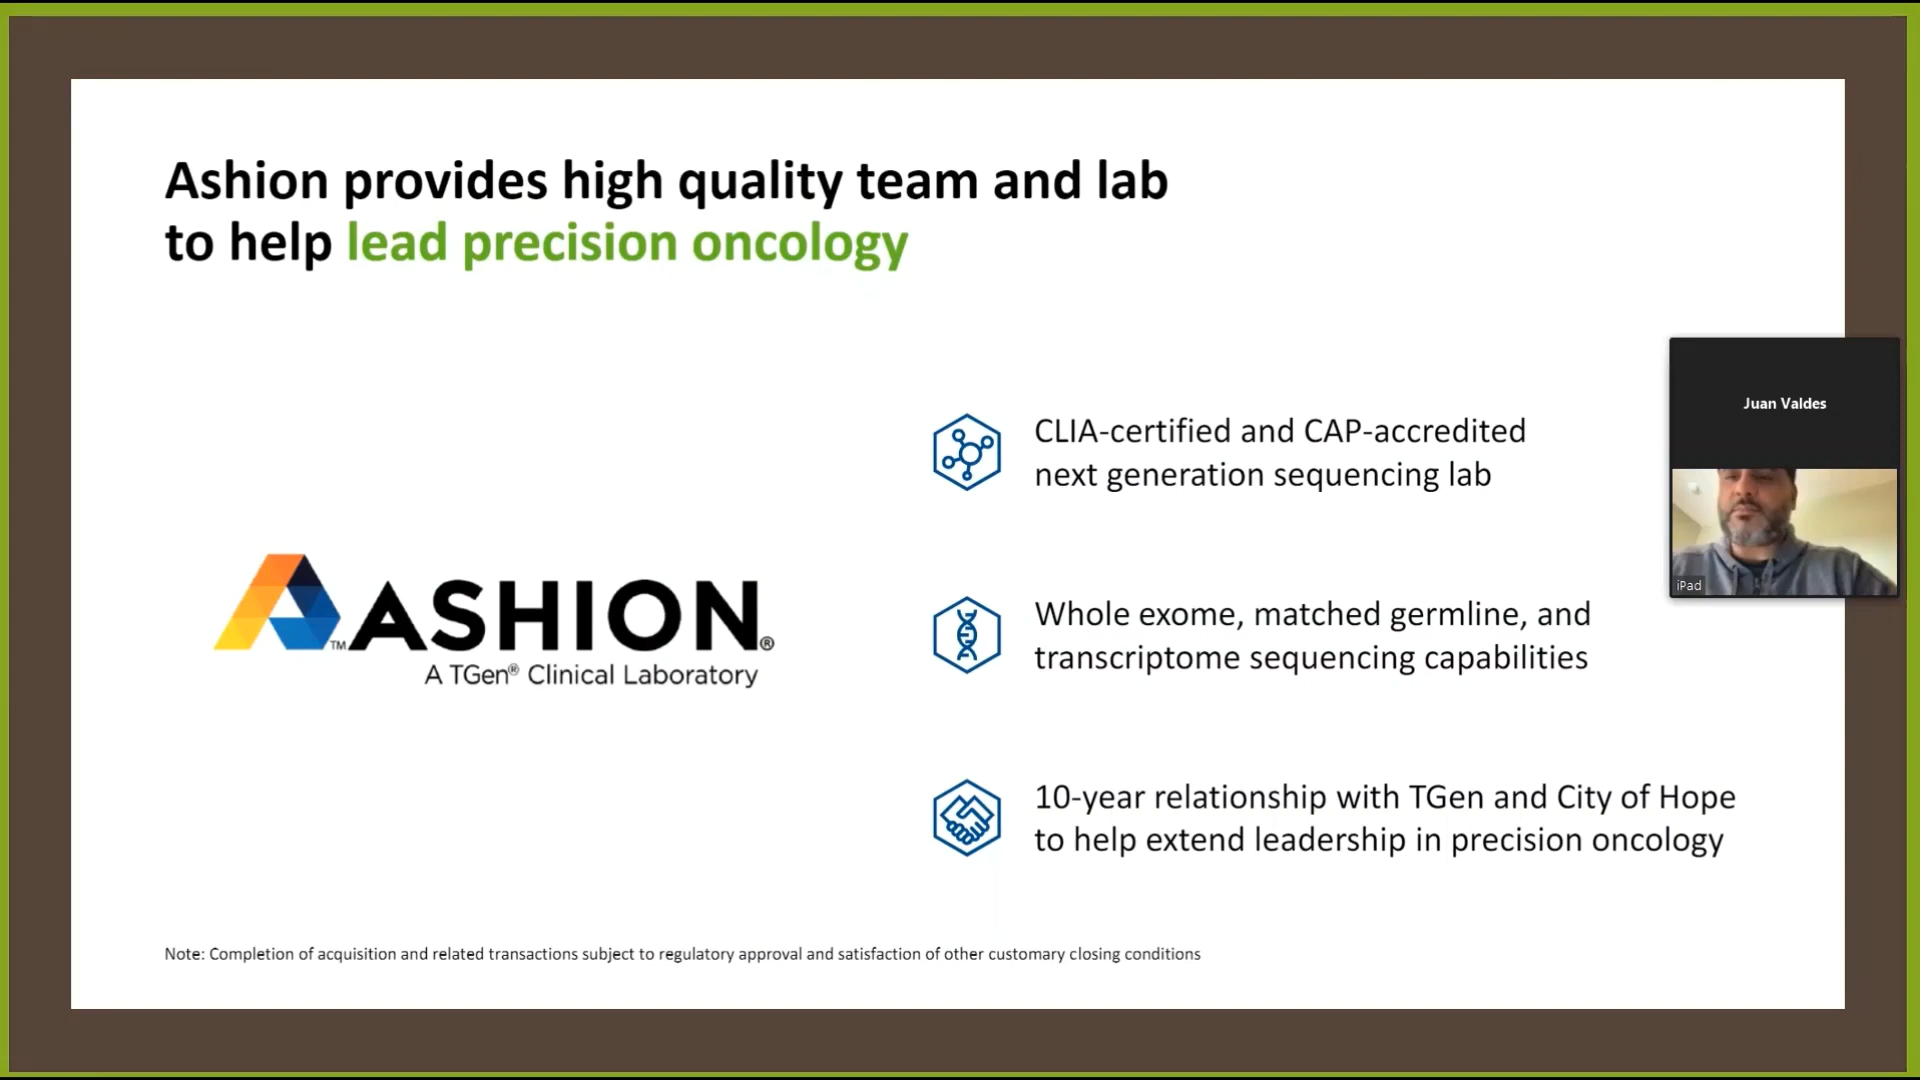 Ashion provides high quality team and lab
to help lead precision oncology
CLIA-certified and CAP-accredited
next generation sequencing lab
Juan Valdes
iPad
ASHION®
™
A TGen® Clinical Laboratory
Whole exome, matched germline, and
transcriptome sequencing capabilities
10-year relationship with TGen and City of Hope
to help extend leadership in precision oncology
Note: Completion of acquisition and related transactions subject to regulatory approval and satisfaction of other customary closing conditions